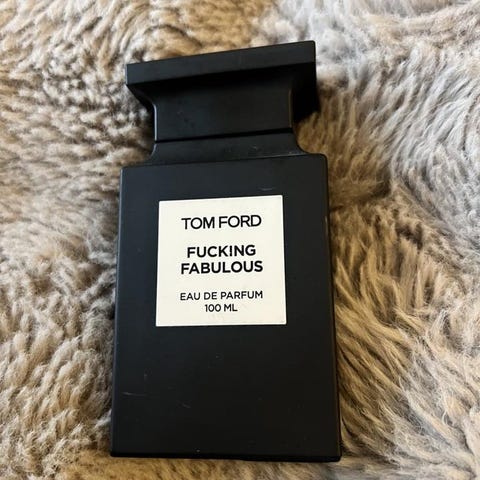 TOM FORD
FUCKING
FABULOUS
EAU DE PARFUM
100 ML